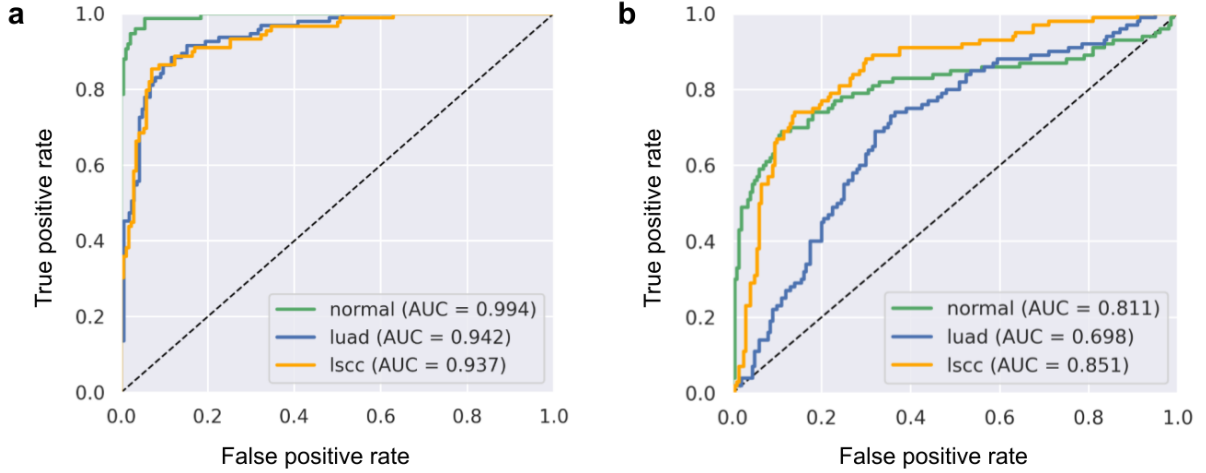 a
True positive rate
1.0
0.8
0.6
0.4
0.2
0.0
normal (AUC = 0.994)
luad (AUC = 0.942)
lscc (AUC = 0.937)
0.0 0.2 0.4 0.6 0.8 1.0
False positive rate
b
True positive rate
1.0
0.8
0.6
0.4
0.2
0.0
normal (AUC = 0.811)
luad (AUC = 0.698)
lscc (AUC = 0.851)
0.0 0.2 0.4 0.6 0.8 1.0
False positive rate